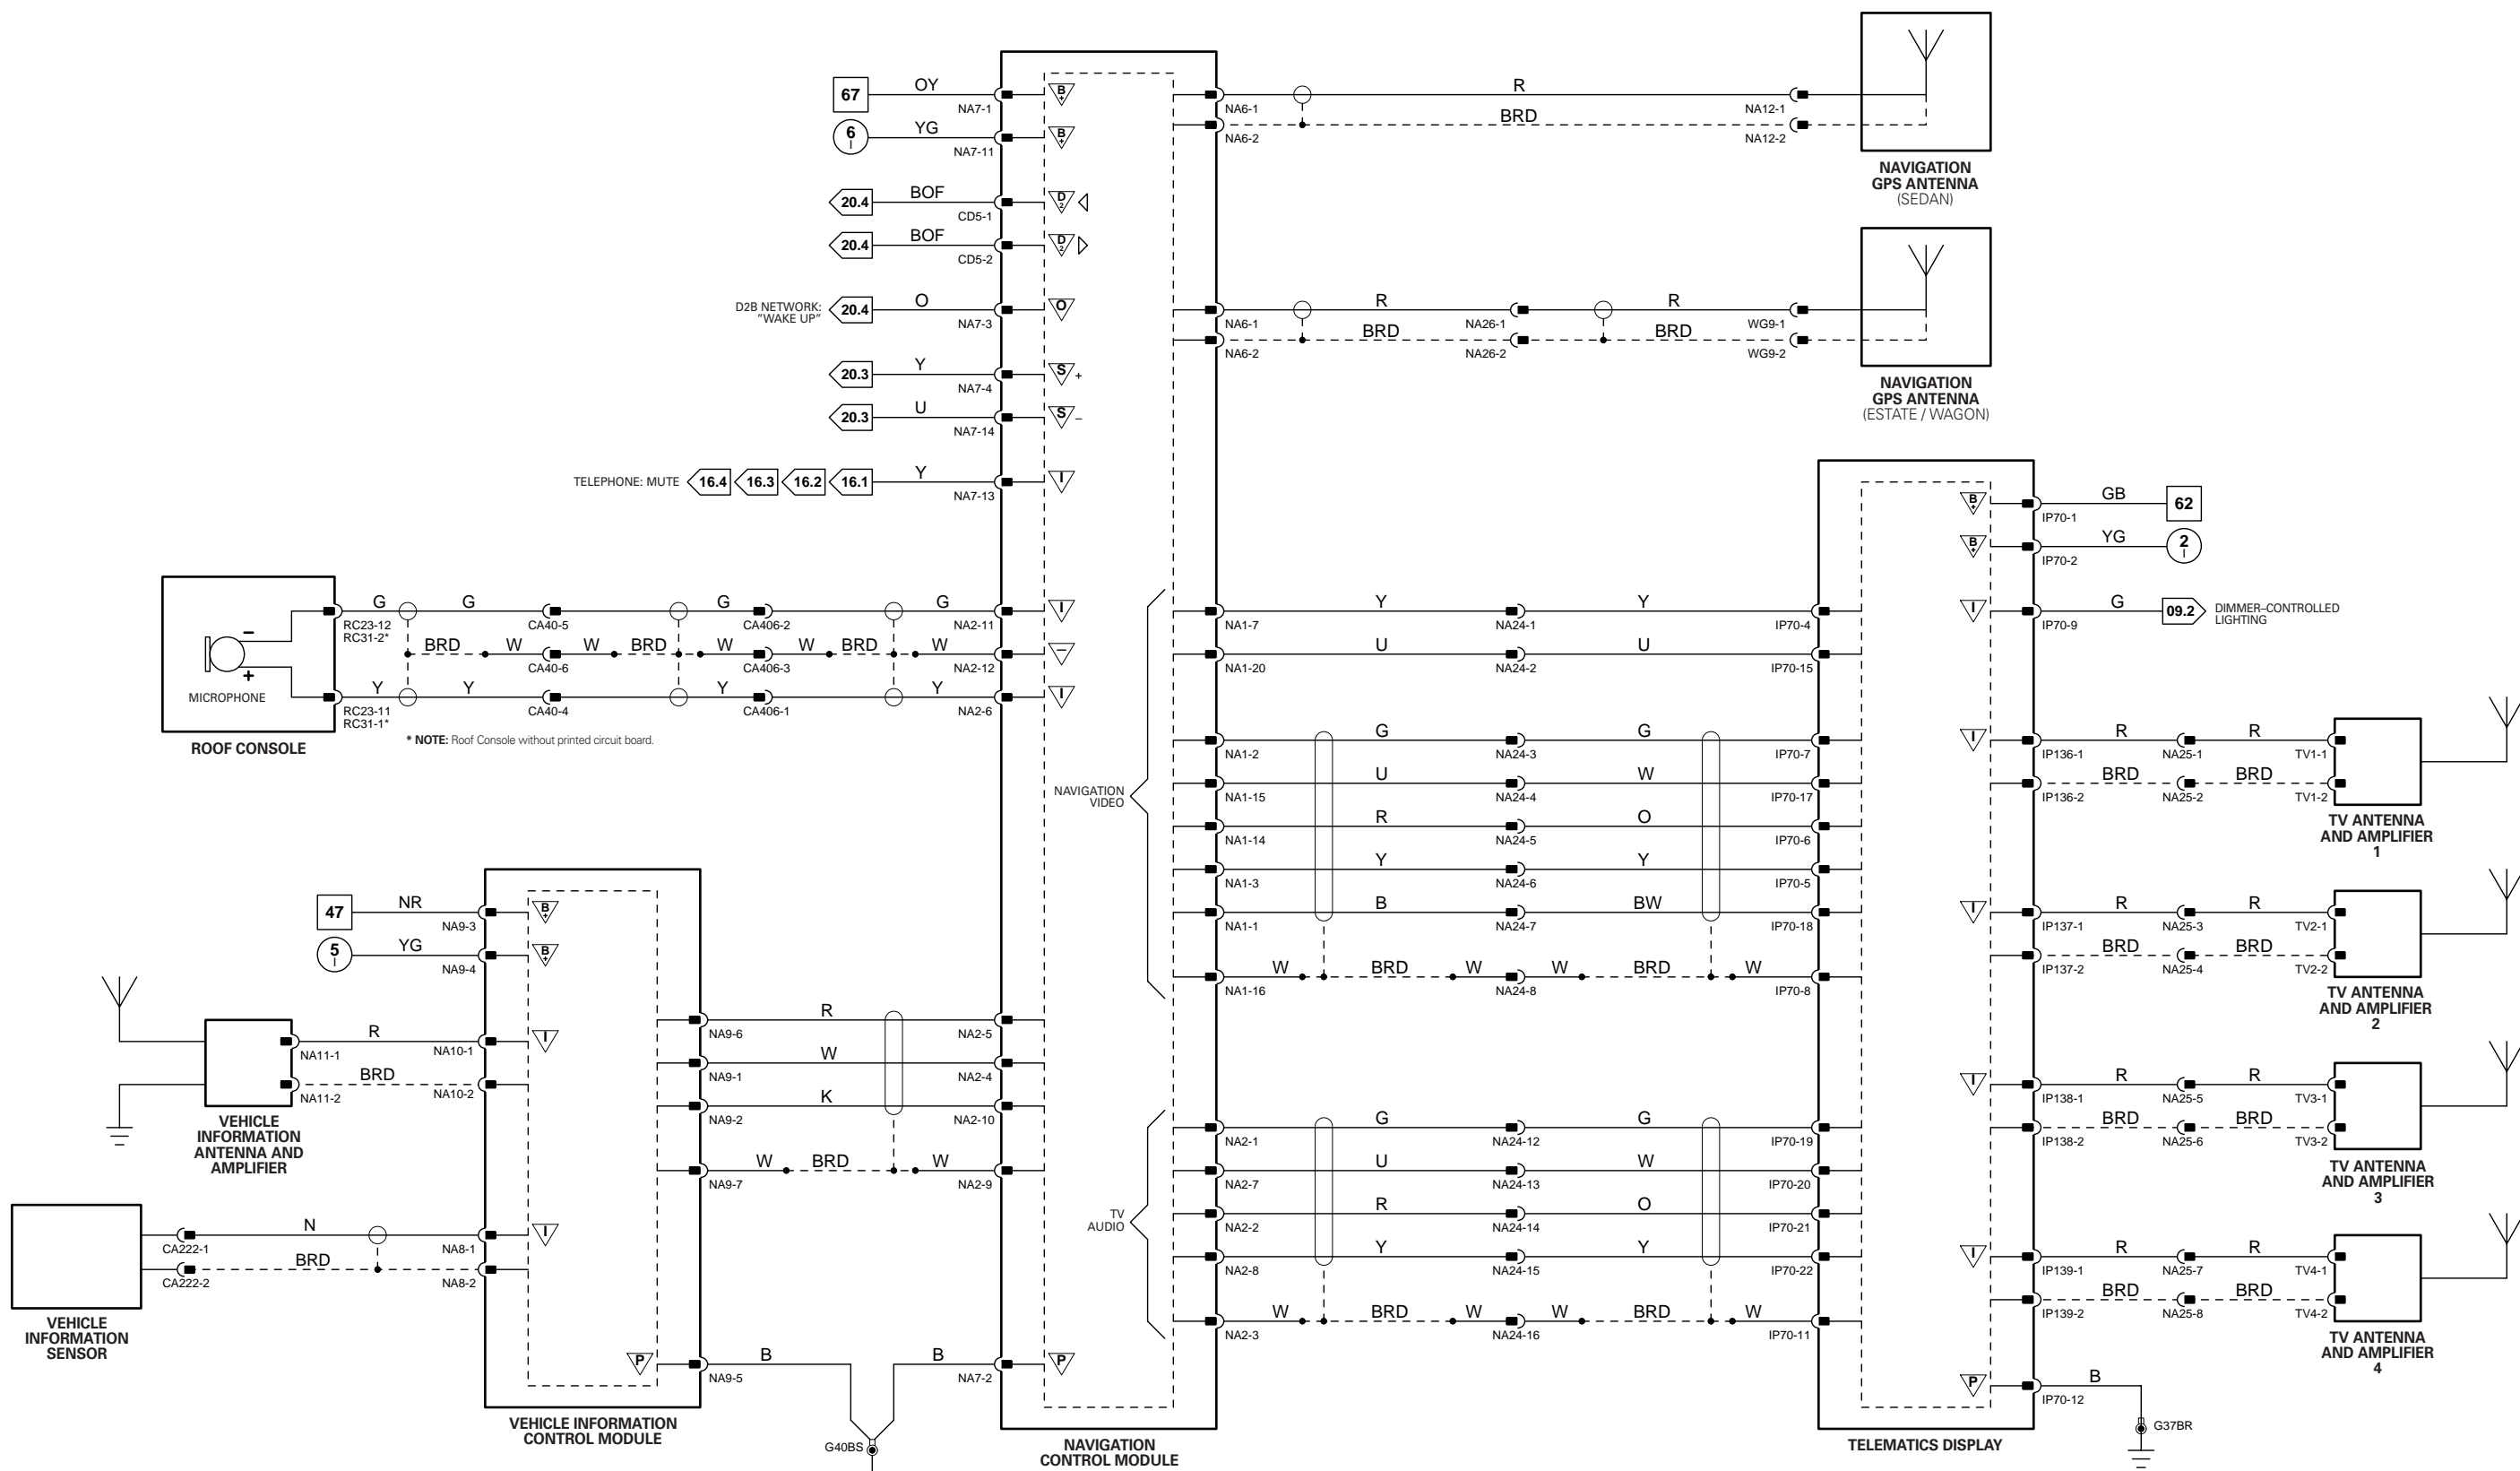 67
OY
NA7-1
B+
6
I
YG
NA7-11
B+
20.4
BOF
CD5-1
D2
20.4
BOF
CD5-2
D2
D2B NETWORK:
"WAKE UP"
20.4
O
NA7-3
O
20.3
Y
NA7-4
S +
20.3
U
NA7-14
S –
TELEPHONE: MUTE
16.4
16.3
16.2
16.1
Y
NA7-13
I
NA6-1
R
NA12-1
NA6-2
BRD
NA12-2
NAVIGATION
GPS ANTENNA
(SEDAN)
NA6-1
R
NA26-1
R
WG9-1
NA6-2
BRD
NA26-2
BRD
WG9-2
NAVIGATION
GPS ANTENNA
(ESTATE / WAGON)
B+
IP70-1
GB
62
B+
IP70-2
YG
2
I
I
IP70-9
G
09.2
DIMMER–CONTROLLED
LIGHTING
–
+
MICROPHONE
ROOF CONSOLE
RC23-12
RC31-2*
G
G
CA40-5
G
CA406-2
G
NA2-11
I
BRD
W
CA40-6
W
BRD
W
CA406-3
W
BRD
W
NA2-12
–
RC23-11
RC31-1*
Y
Y
CA40-4
Y
CA406-1
Y
NA2-6
I
* NOTE: Roof Console without printed circuit board.
NAVIGATION
VIDEO
NA1-7
Y
NA24-1
Y
IP70-4
NA1-20
U
NA24-2
U
IP70-15
NA1-2
G
NA24-3
G
IP70-7
NA1-15
U
NA24-4
W
IP70-17
NA1-14
R
NA24-5
O
IP70-6
NA1-3
Y
NA24-6
Y
IP70-5
NA1-1
B
NA24-7
BW
IP70-18
NA1-16
W
BRD
W
NA24-8
W
BRD
W
IP70-8
I
IP136-1
R
NA25-1
R
TV1-1
IP136-2
BRD
NA25-2
BRD
TV1-2
TV ANTENNA
AND AMPLIFIER
1
I
IP137-1
R
NA25-3
R
TV2-1
IP137-2
BRD
NA25-4
BRD
TV2-2
TV ANTENNA
AND AMPLIFIER
2
I
IP138-1
R
NA25-5
R
TV3-1
IP138-2
BRD
NA25-6
BRD
TV3-2
TV ANTENNA
AND AMPLIFIER
3
I
IP139-1
R
NA25-7
R
TV4-1
IP139-2
BRD
NA25-8
BRD
TV4-2
TV ANTENNA
AND AMPLIFIER
4
47
NR
NA9-3
B+
5
I
YG
NA9-4
B+
NA11-1
R
NA10-1
I
NA11-2
BRD
NA10-2
VEHICLE
INFORMATION
ANTENNA AND
AMPLIFIER
CA222-1
N
NA8-1
I
CA222-2
BRD
NA8-2
VEHICLE
INFORMATION
SENSOR
NA9-6
R
NA2-5
NA9-1
W
NA2-4
NA9-2
K
NA2-10
NA9-7
W
BRD
W
NA2-9
TV
AUDIO
NA2-1
G
NA24-12
G
IP70-19
NA2-7
U
NA24-13
W
IP70-20
NA2-2
R
NA24-14
O
IP70-21
NA2-8
Y
NA24-15
Y
IP70-22
NA2-3
W
BRD
W
NA24-16
W
BRD
W
IP70-11
P
NA9-5
B
B
NA7-2
P
G40BS
P
IP70-12
B
G37BR
VEHICLE INFORMATION
CONTROL MODULE
NAVIGATION
CONTROL MODULE
TELEMATICS DISPLAY